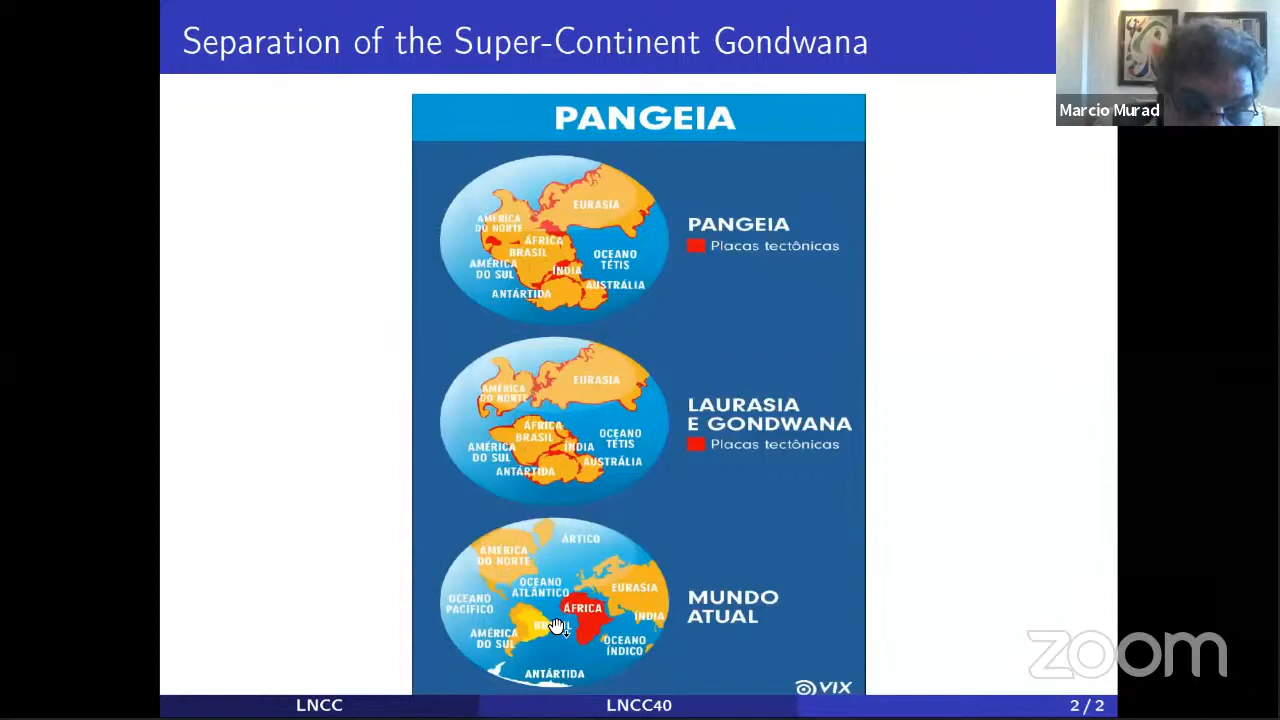 Separation of the Super-Continent Gondwana
Marcio Murad
PANGEIA
EURASIA
AMÉRICA
DO NORTE
ÁFRICA
BRASIL
AMÉRICA
DO SUL
ÍNDIA
OCEANO
TÉTIS
AUSTRÁLIA
ANTÁRTIDA
PANGEIA
Placas tectônicas
EURASIA
AMÉRICA
DO NORTE
ÁFRICA
BRASIL
AMÉRICA
DO SUL
ÍNDIA
OCEANO
TÉTIS
AUSTRÁLIA
ANTÁRTIDA
LAURASIA
E GONDWANA
Placas tectônicas
ÁRTICO
AMÉRICA
DO NORTE
OCEANO
ATLÂNTICO
EURASIA
OCEANO
PACÍFICO
ÁFRICA
ÍNDIA
AMÉRICA
DO SUL
OCEANO
ÍNDICO
ANTÁRTIDA
MUNDO
ATUAL
VIX
zoom
LNCC
LNCC40
2 / 2